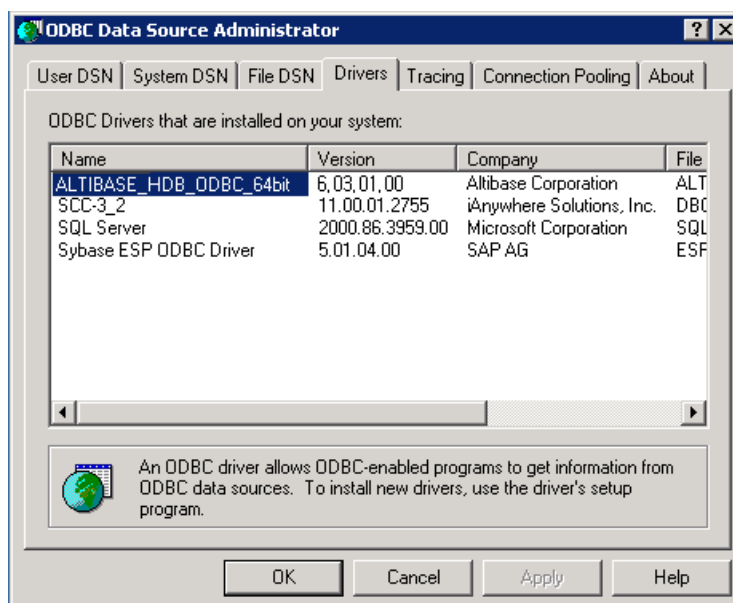 ODBC Data Source Administrator
User DSN System DSN File DSN Drivers Tracing Connection Pooling About
ODBC Drivers that are installed on your system:
Name Version Company File
ALTIBASE_HDB_ODBC_64bit 6,03,01,00 Altibase Corporation ALT
SCC-3_2 11.00.01.2755 iAnywhere Solutions, Inc. DBO
SQL Server 2000.86.3959.00 Microsoft Corporation SQL
Sybase ESP ODBC Driver 5.01.04.00 SAP AG ESF
An ODBC driver allows ODBC-enabled programs to get information from
ODBC data sources. To install new drivers, use the driver's setup
program.
OK Cancel Apply Help